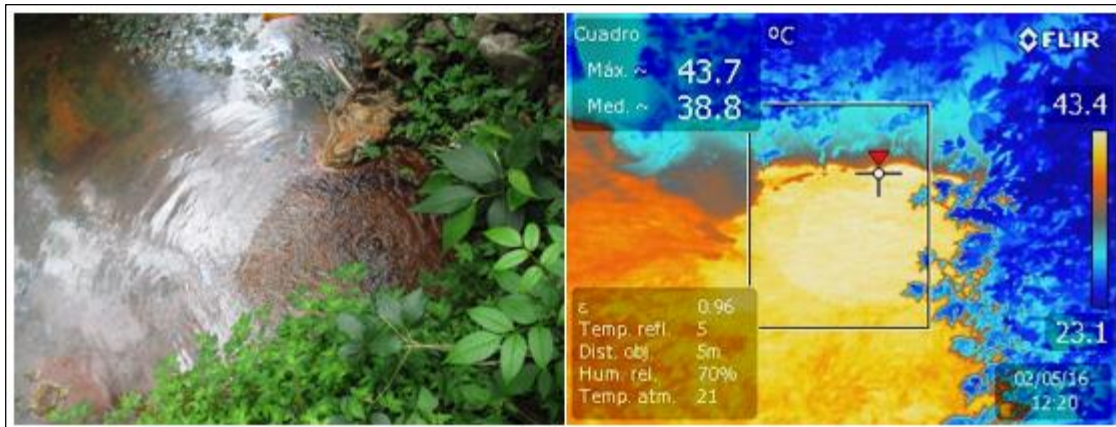 Cuadro
Máx. ~ 43.7
Med. ~ 38.8
ºC
FLIR
43.4
23.1
ε 0.96
Temp. refl. 5
Dist. obj. 5m
Hum. rel. 70%
Temp. atm. 21
02/05/16
12:20